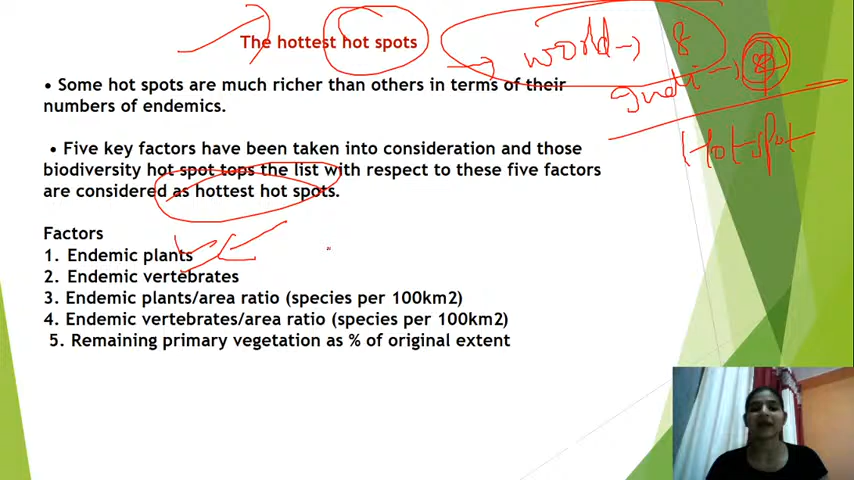 The hottest hot spots
→ world → 8
Indi →
Hotspot
• Some hot spots are much richer than others in terms of their
numbers of endemics.
• Five key factors have been taken into consideration and those
biodiversity hot spot tops the list with respect to these five factors
are considered as hottest hot spots.
Factors
1. Endemic plants
2. Endemic vertebrates
3. Endemic plants/area ratio (species per 100km2)
4. Endemic vertebrates/area ratio (species per 100km2)
5. Remaining primary vegetation as % of original extent